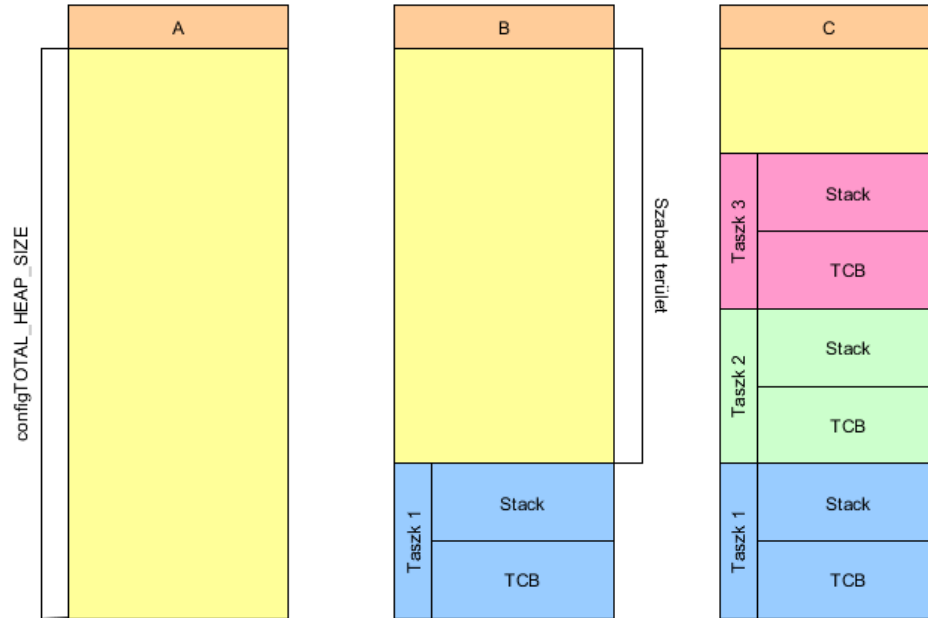 A
B
C
configTOTAL_HEAP_SIZE
Szabad terület
Taszk 1
Stack
TCB
Taszk 3
Stack
TCB
Taszk 2
Stack
TCB
Taszk 1
Stack
TCB